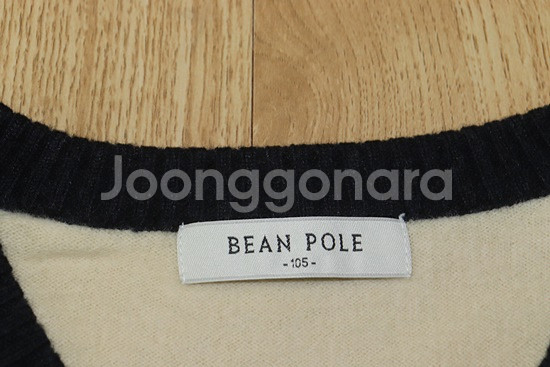 Joonggonara
BEAN POLE
- 105 -